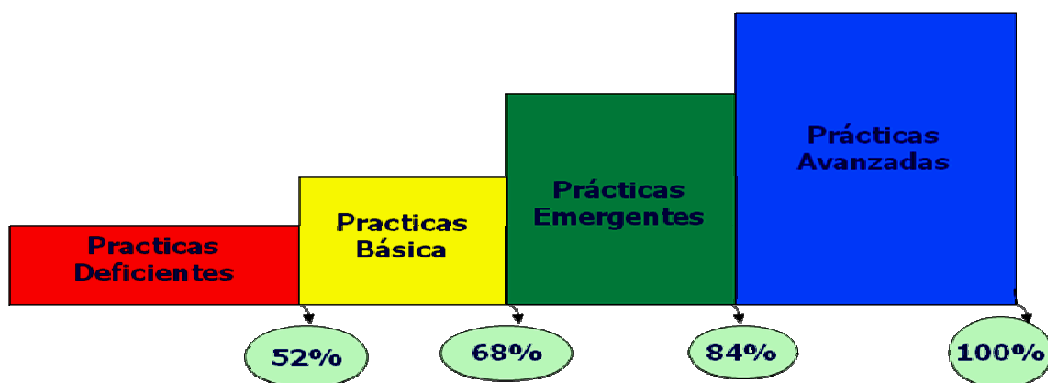 Practicas
Deficientes
Practicas
Básica
Prácticas
Emergentes
Prácticas
Avanzadas
52%
68%
84%
100%